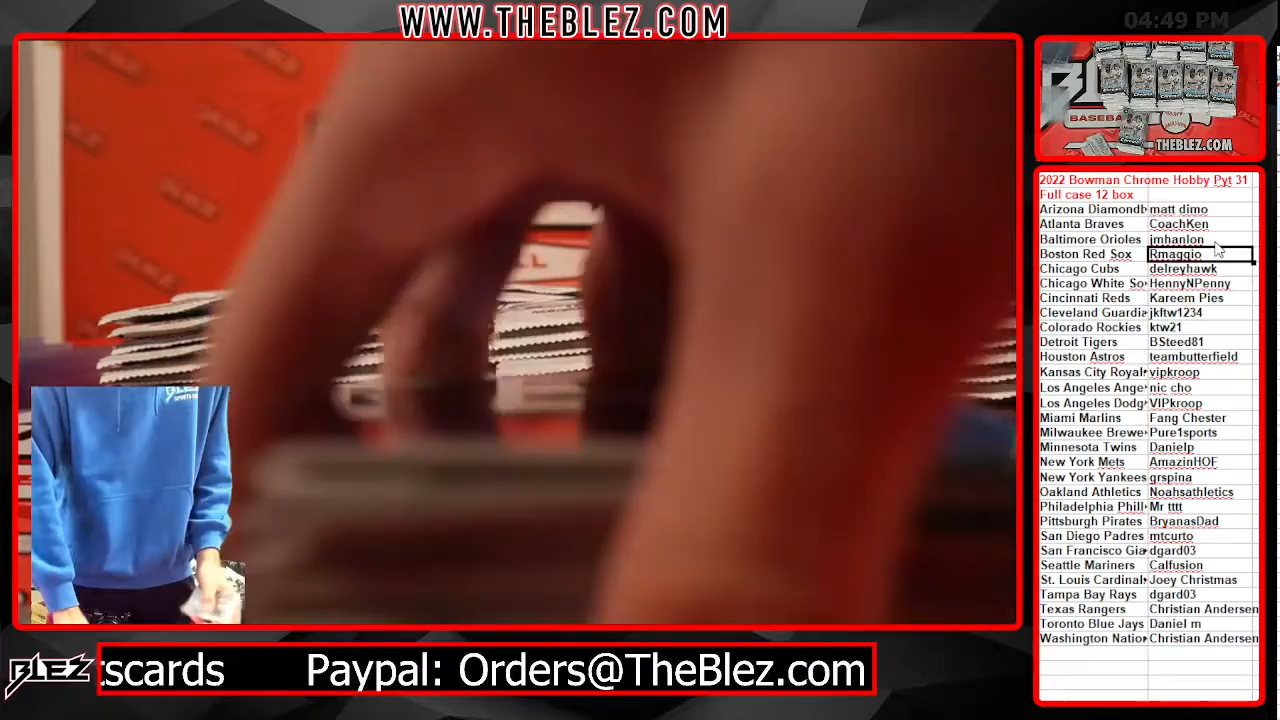 WWW.THEBLEZ.COM
04:49 PM
BASEBA
THEBLEZ.COM
2022 Bowman Chrome Hobby Pyt 31
Full case 12 box
Arizona Diamondb matt dimo
Atlanta Braves CoachKen
Baltimore Orioles jmhanlon
Boston Red Sox Rmaggio
Chicago Cubs delreyhawk
Chicago White So HennyNPenny
Cincinnati Reds Kareem Pies
Cleveland Guardia jkftw1234
Colorado Rockies ktw21
Detroit Tigers BSteed81
Houston Astros teambutterfield
Kansas City Royal vipkroop
Los Angeles Ange nic cho
Los Angeles Dodg VIPkroop
Miami Marlins Fang Chester
Milwaukee Brewe Pure1sports
Minnesota Twins Danielp
New York Mets AmazinHOF
New York Yankees grspina
Oakland Athletics Noahsathletics
Philadelphia Phill Mr tttt
Pittsburgh Pirates BryanasDad
San Diego Padres mtcurto
San Francisco Gia dgard03
Seattle Mariners Calfusion
St. Louis Cardinal Joey Christmas
Tampa Bay Rays dgard03
Texas Rangers Christian Andersen
Toronto Blue Jays Daniel m
Washington Natio Christian Andersen
BLEZ
tscards Paypal: Orders@TheBlez.com